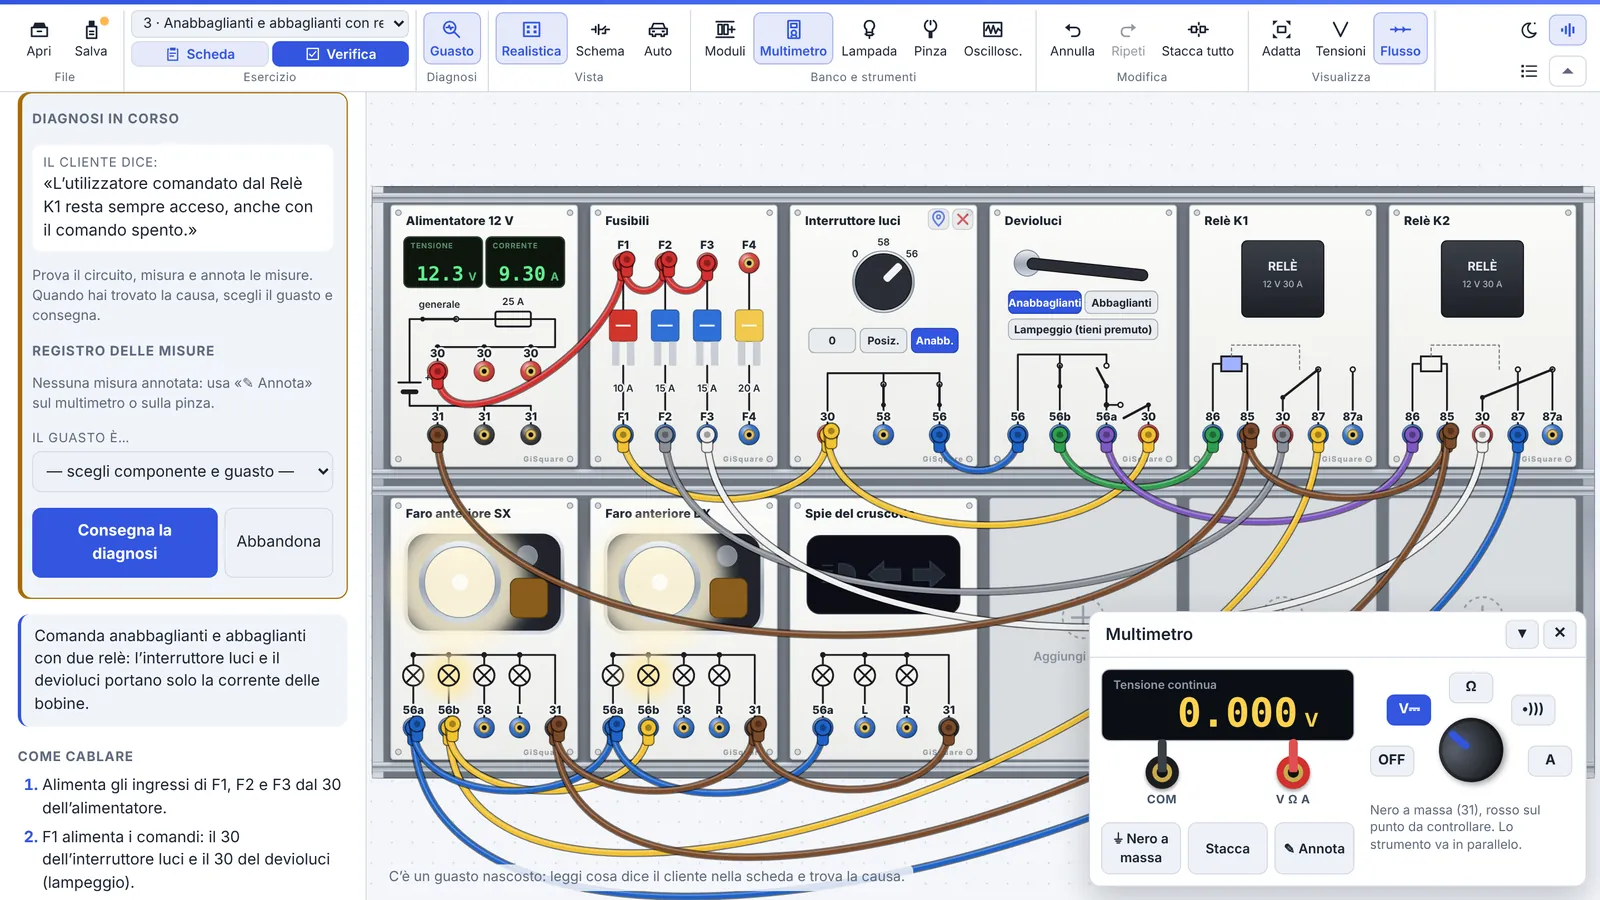 Apri
Salva
File
3 · Anabbaglianti e abbaglianti con re
Scheda
Verifica
Esercizio
Guasto
Diagnosi
Realistica
Schema
Auto
Vista
Moduli
Multimetro
Lampada
Pinza
Oscillosc.
Banco e strumenti
Annulla
Ripeti
Stacca tutto
Modifica
Adatta
Tensioni
Flusso
Visualizza
DIAGNOSI IN CORSO
IL CLIENTE DICE:
«L’utilizzatore comandato dal Relè
K1 resta sempre acceso, anche con
il comando spento.»
Prova il circuito, misura e annota le misure.
Quando hai trovato la causa, scegli il guasto e
consegna.
REGISTRO DELLE MISURE
Nessuna misura annotata: usa «✎ Annota»
sul multimetro o sulla pinza.
IL GUASTO È…
— scegli componente e guasto —
Consegna la
diagnosi
Abbandona
Comanda anabbaglianti e abbaglianti
con due relè: l’interruttore luci e il
devioluci portano solo la corrente delle
bobine.
COME CABLARE
1. Alimenta gli ingressi di F1, F2 e F3 dal 30
dell’alimentatore.
2. F1 alimenta i comandi: il 30
dell’interruttore luci e il 30 del devioluci
(lampeggio).
Alimentatore 12 V
TENSIONE
12.3 V
CORRENTE
9.30 A
generale
25 A
30 30 30
+
31 31 31
Fusibili
F1 F2 F3 F4
10 A 15 A 15 A 20 A
F1 F2 F3 F4
GiSquare
Interruttore luci
0 58 56
0
Posiz.
Anabb.
30 58 56
GiSquare
Devioluci
Anabbaglianti
Abbaglianti
Lampeggio (tieni premuto)
56 56b 56a 30
Relè K1
RELÈ
12 V 30 A
86 85 30 87 87a
GiSquare
Relè K2
RELÈ
12 V 30 A
86 85 30 87 87a
GiSquare
Faro anteriore SX
56a 56b 58 L 31
GiSquare
Faro anteriore DX
56a 56b 58 R 31
GiSquare
Spie del cruscotto
56a L R 31
GiSquare
Aggiungi
Multimetro
▼
✕
Tensione continua
0.000 V
COM
V Ω A
V⎓
Ω
•)))
OFF
A
Nero a
massa
Stacca
✎ Annota
Nero a massa (31), rosso sul
punto da controllare. Lo
strumento va in parallelo.
C’è un guasto nascosto: leggi cosa dice il cliente nella scheda e trova la causa.